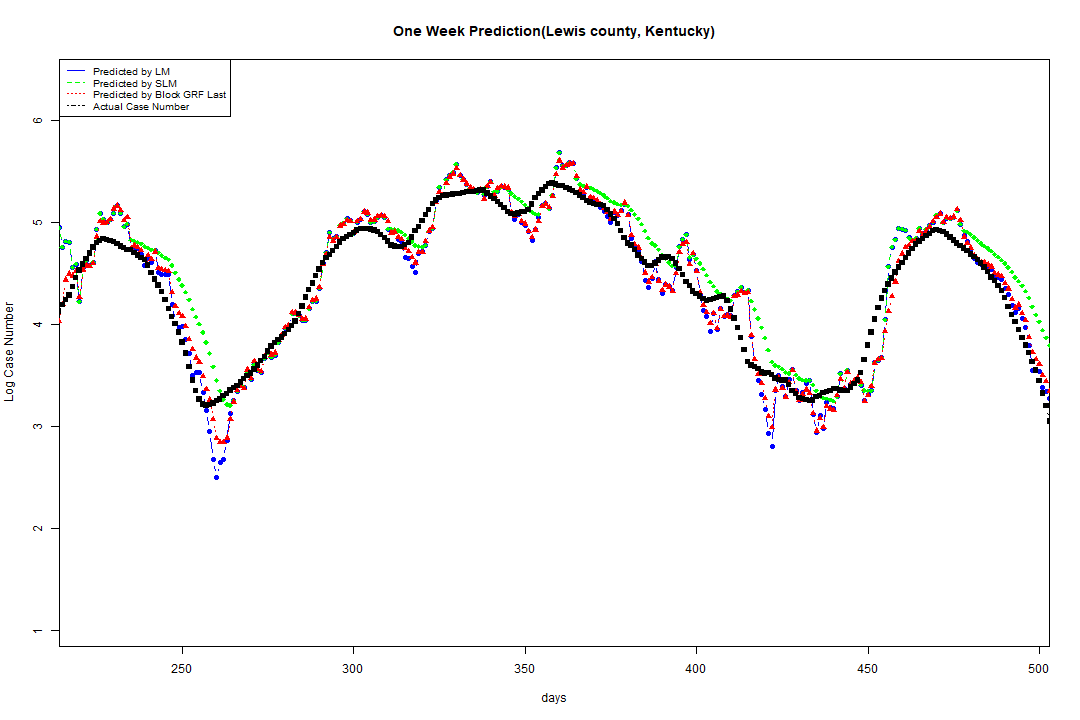 One Week Prediction(Lewis county, Kentucky)
Predicted by LM
Predicted by SLM
Predicted by Block GRF Last
Actual Case Number
6
5
4
3
2
1
Log Case Number
250 300 350 400 450 500
days